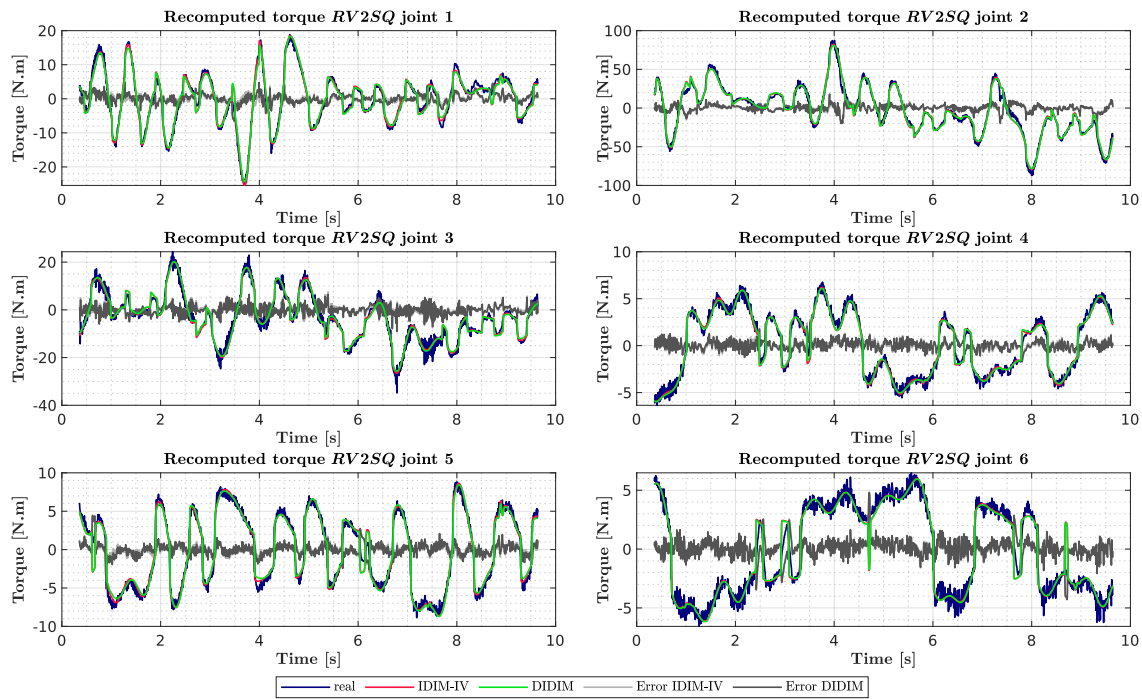 Recomputed torque RV2SQ joint 1
Torque [N.m]
20
10
0
-10
-20
0 2 4 6 8 10
Time [s]
Recomputed torque RV2SQ joint 2
Torque [N.m]
100
50
0
-50
-100
0 2 4 6 8 10
Time [s]
Recomputed torque RV2SQ joint 3
Torque [N.m]
20
0
-20
-40
0 2 4 6 8 10
Time [s]
Recomputed torque RV2SQ joint 4
Torque [N.m]
10
5
0
-5
0 2 4 6 8 10
Time [s]
Recomputed torque RV2SQ joint 5
Torque [N.m]
10
5
0
-5
-10
0 2 4 6 8 10
Time [s]
Recomputed torque RV2SQ joint 6
Torque [N.m]
5
0
-5
0 2 4 6 8 10
Time [s]
real IDIM-IV DIDIM Error IDIM-IV Error DIDIM